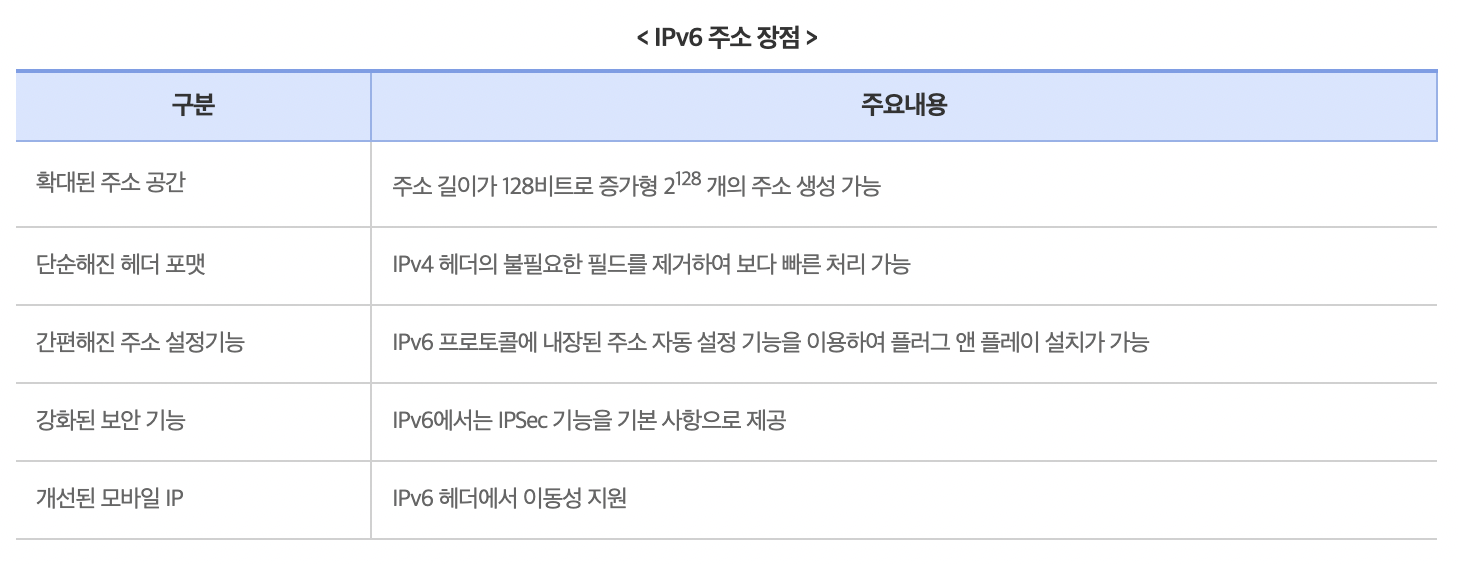 < IPv6 주소 장점 >
구분 주요내용
확대된 주소 공간 주소 길이가 128비트로 증가형 2^128 개의 주소 생성 가능
단순해진 헤더 포맷 IPv4 헤더의 불필요한 필드를 제거하여 보다 빠른 처리 가능
간편해진 주소 설정기능 IPv6 프로토콜에 내장된 주소 자동 설정 기능을 이용하여 플러그 앤 플레이 설치가 가능
강화된 보안 기능 IPv6에서는 IPSec 기능을 기본 사항으로 제공
개선된 모바일 IP IPv6 헤더에서 이동성 지원